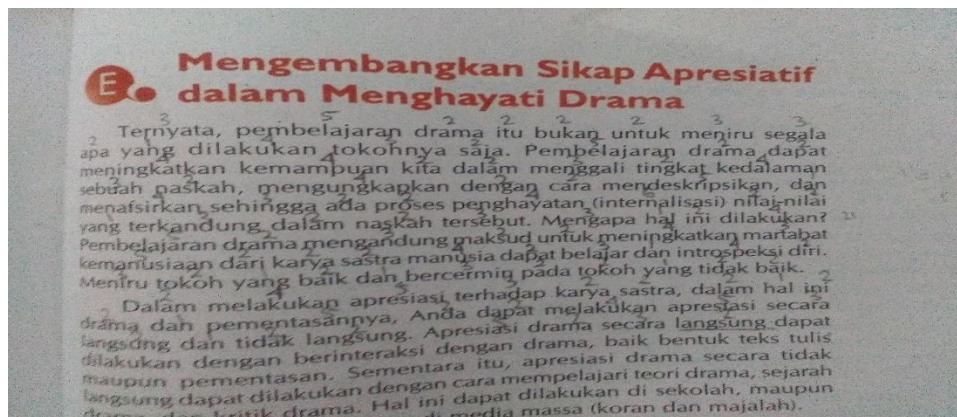 E. Mengembangkan Sikap Apresiatif
dalam Menghayati Drama
Ternyata, pembelajaran drama itu bukan untuk meniru segala
apa yang dilakukan tokohnya saja. Pembelajaran drama dapat
meningkatkan kemampuan kita dalam menggali tingkat kedalaman
sebuah naskah, mengungkapkan dengan cara mendeskripsikan, dan
menafsirkan sehingga ada proses penghayatan (internalisasi) nilai-nilai
yang terkandung dalam naskah tersebut. Mengapa hal ini dilakukan?
Pembelajaran drama mengandung maksud untuk meningkatkan martabat
kemanusiaan dari karya sastra manusia dapat belajar dan introspeksi diri.
Meniru tokoh yang baik dan bercermin pada tokoh yang tidak baik.
Dalam melakukan apresiasi terhadap karya sastra, dalam hal ini
drama dan pementasannya, Anda dapat melakukan apresiasi secara
langsung dan tidak langsung. Apresiasi drama secara langsung dapat
dilakukan dengan berinteraksi dengan drama, baik bentuk teks tulis
maupun pementasan. Sementara itu, apresiasi drama secara tidak
langsung dapat dilakukan dengan cara mempelajari teori drama, sejarah
drama, dan kritik drama. Hal ini dapat dilakukan di sekolah, maupun
di media massa (koran dan majalah).